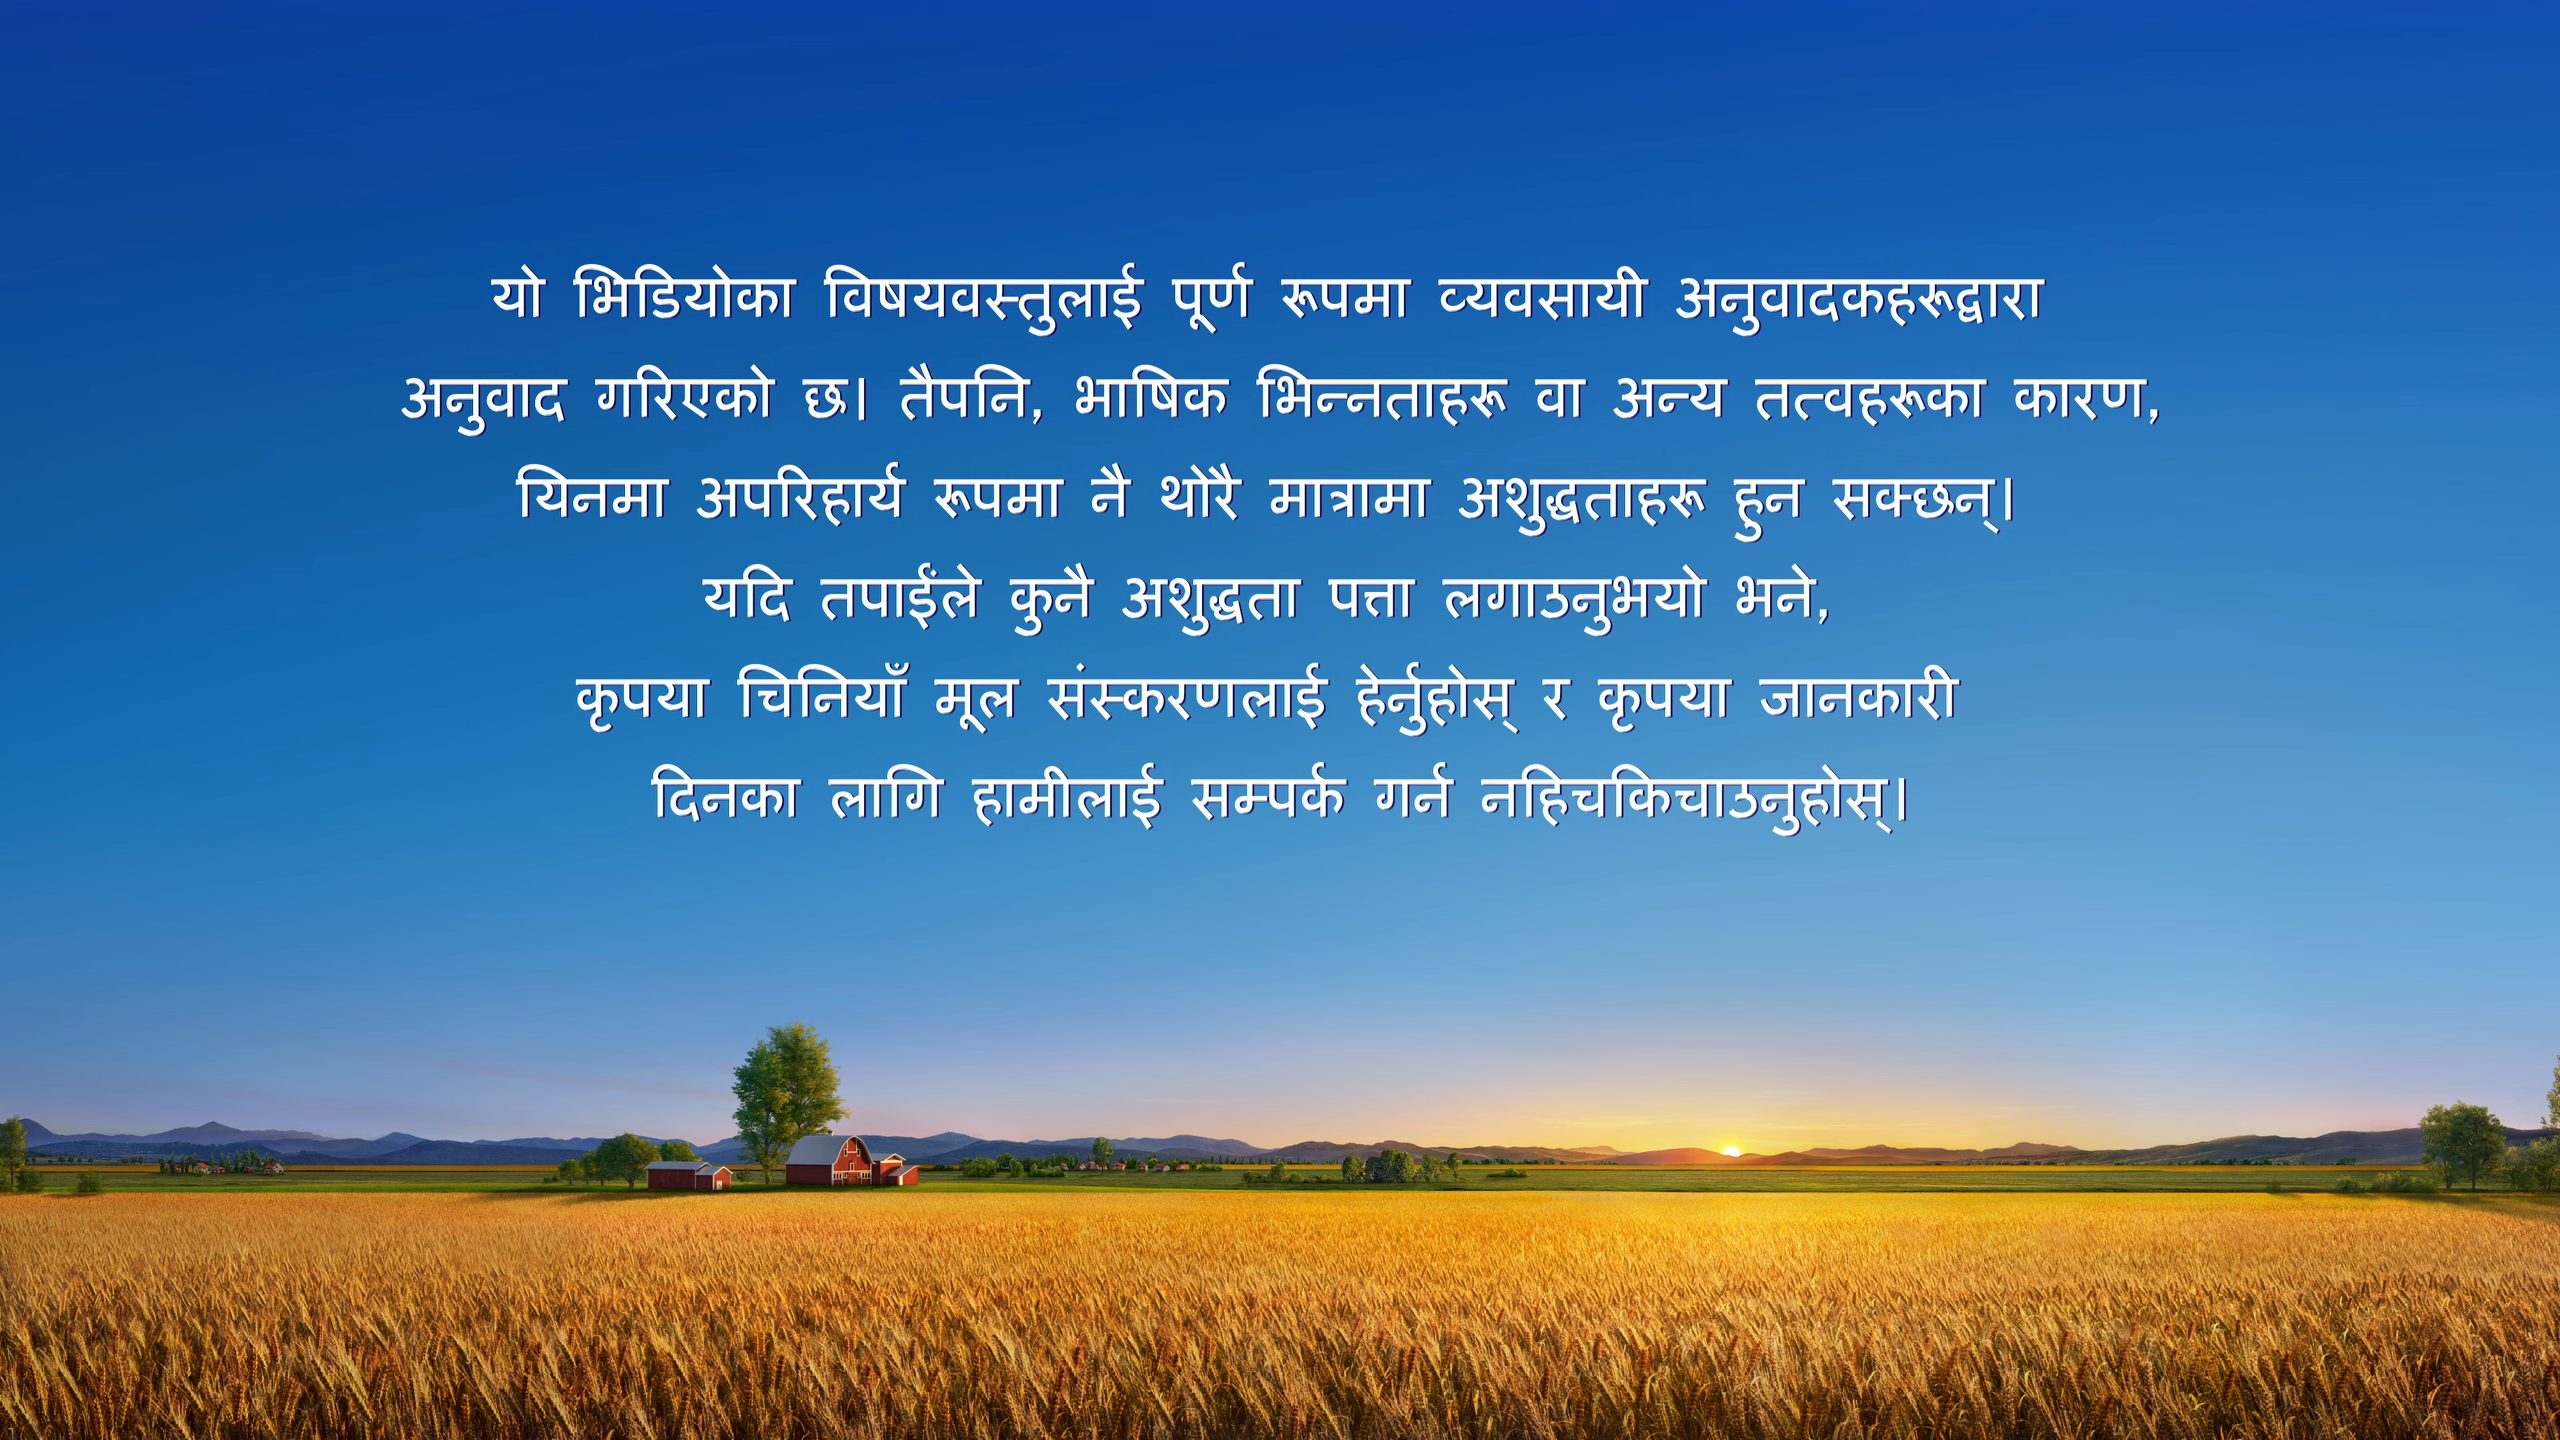 यो भिडियोका विषयवस्तुलाई पूर्ण रूपमा व्यवसायी अनुवादकहरूद्वारा
अनुवाद गरिएको छ। तैपनि, भाषिक भिन्नताहरू वा अन्य तत्वहरूका कारण,
यिनमा अपरिहार्य रूपमा नै थोरै मात्रामा अशुद्धताहरू हुन सक्छन्।
यदि तपाईंले कुनै अशुद्धता पत्ता लगाउनुभयो भने,
कृपया चिनियाँ मूल संस्करणलाई हेर्नुहोस् र कृपया जानकारी
दिनका लागि हामीलाई सम्पर्क गर्न नहिचकिचाउनुहोस्।